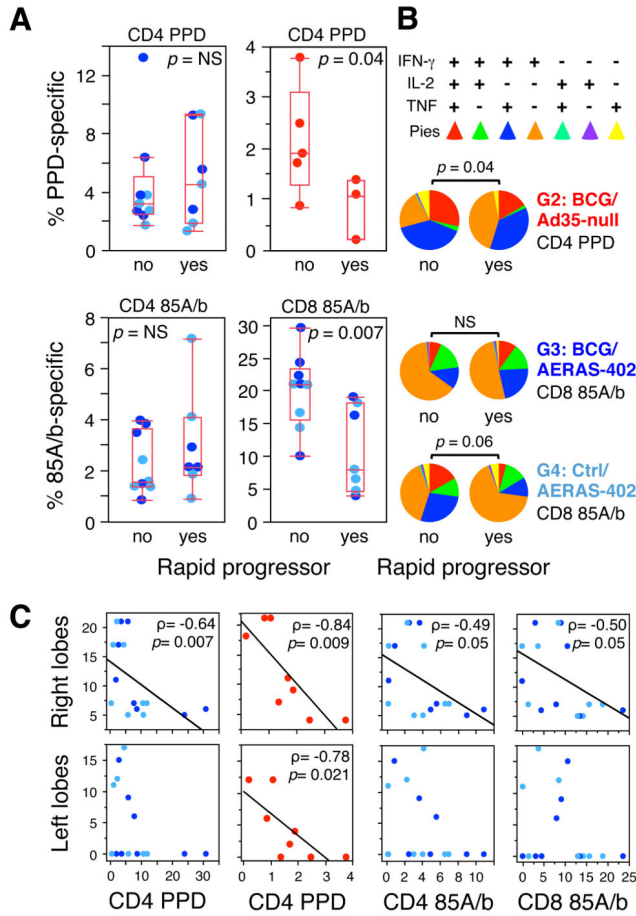 A
CD4 PPD
CD4 PPD
% PPD-specific
12
8
4
0
p = NS
no
yes
4
3
2
1
0
p = 0.04
no
yes
CD4 85A/b
CD8 85A/b
% 85A/b-specific
8
6
4
2
0
p = NS
no
yes
30
25
20
15
10
5
0
p = 0.007
no
yes
Rapid progressor
B
IFN-γ + + + + - - -
IL-2 + + - - + + -
TNF + - + - + - +
Pies
p = 0.04
no
yes
G2: BCG/
Ad35-null
CD4 PPD
NS
no
yes
G3: BCG/
AERAS-402
CD8 85A/b
p = 0.06
no
yes
G4: Ctrl/
AERAS-402
CD8 85A/b
Rapid progressor
C
Right lobes
20
15
10
5
ρ= -0.64
p= 0.007
ρ= -0.84
p= 0.009
ρ= -0.49
p= 0.05
ρ= -0.50
p= 0.05
Left lobes
15
10
5
0
ρ= -0.78
p= 0.021
0 5 10 15 20 25 30
0 1 2 3 4
0 2 4 6 8 10
0 5 10 15 20 25
CD4 PPD
CD4 PPD
CD4 85A/b
CD8 85A/b